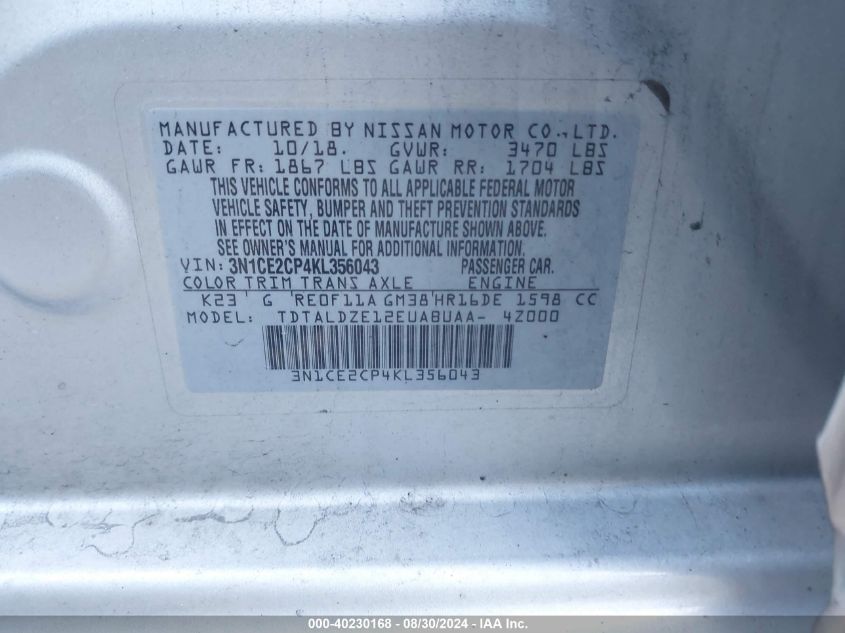 MANUFACTURED BY NISSAN MOTOR CO., LTD.
DATE: 10/18. GVWR: 3470 LBS
GAWR FR: 1867 LBS GAWR RR: 1704 LBS
THIS VEHICLE CONFORMS TO ALL APPLICABLE FEDERAL MOTOR
VEHICLE SAFETY, BUMPER AND THEFT PREVENTION STANDARDS
IN EFFECT ON THE DATE OF MANUFACTURE SHOWN ABOVE.
SEE OWNER'S MANUAL FOR ADDITIONAL INFORMATION.
VIN: 3N1CE2CP4KL356043 PASSENGER CAR.
COLOR TRIM TRANS AXLE ENGINE
K23 G RE0F11A GM38 HR16DE 1598 CC
MODEL: TDTALDZE12EUA8UAA- 4Z000
3N1CE2CP4KL356043
000-40230168 - 08/30/2024 - IAA Inc.